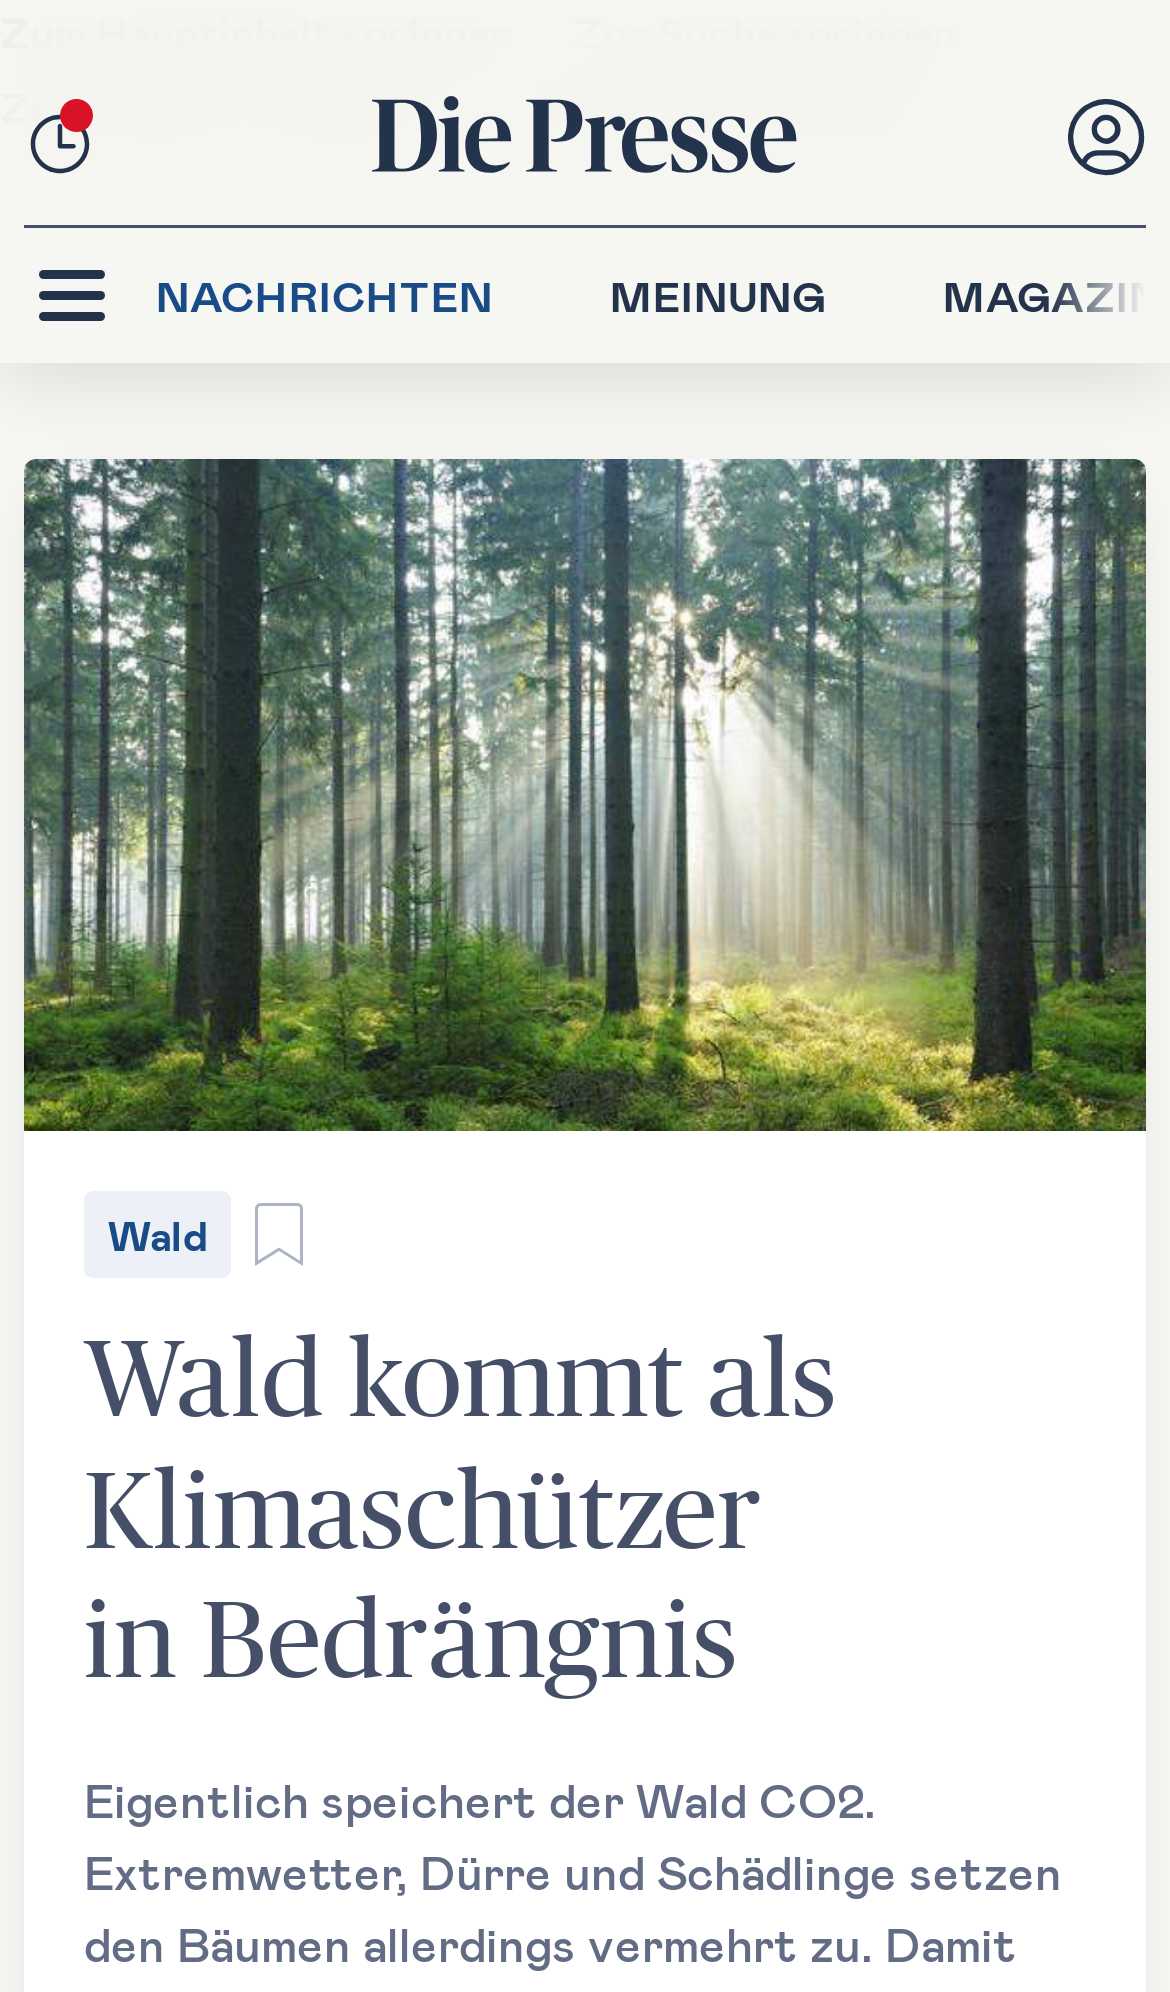 Zum Hauptinhalt springen Zur Suche springen
Die Presse
NACHRICHTEN MEINUNG
Wald
Wald kommt als
Klimaschützer
in Bedrängnis
Eigentlich speichert der Wald CO2.
Extremwetter, Dürre und Schädlinge setzen
den Bäumen allerdings vermehrt zu. Damit